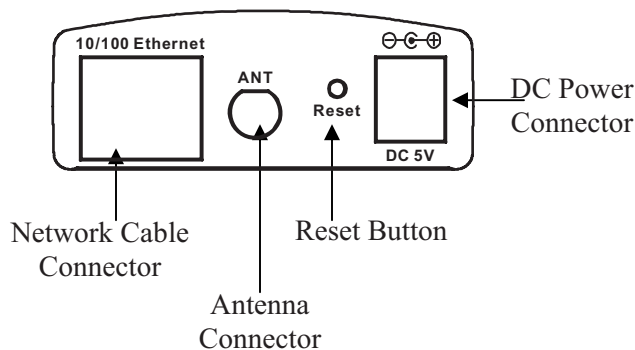 10/100 Ethernet
ANT
Reset
DC 5V
DC Power
Connector
Network Cable
Connector
Reset Button
Antenna
Connector